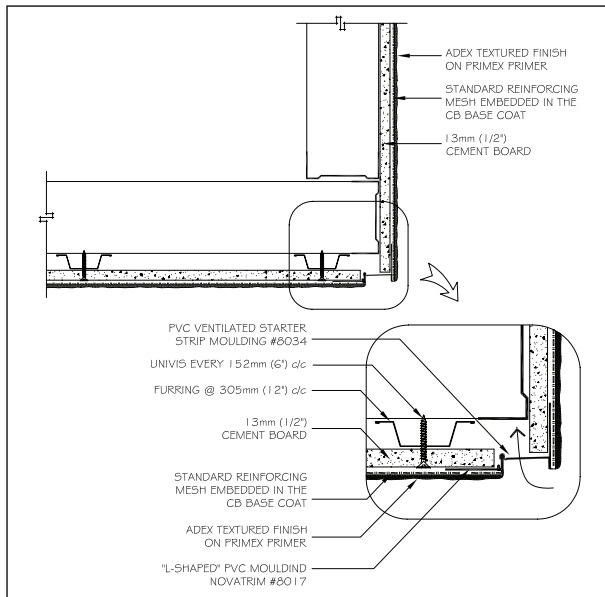 ADEX TEXTURED FINISH
ON PRIMEX PRIMER
STANDARD REINFORCING
MESH EMBEDDED IN THE
CB BASE COAT
13mm (1/2")
CEMENT BOARD
PVC VENTILATED STARTER
STRIP MOULDING #8034
UNIVIS EVERY 152mm (6") c/c
FURRING @ 305mm (12") c/c
13mm (1/2")
CEMENT BOARD
STANDARD REINFORCING
MESH EMBEDDED IN THE
CB BASE COAT
ADEX TEXTURED FINISH
ON PRIMEX PRIMER
"L-SHAPED" PVC MOULDIND
NOVATRIM #8017